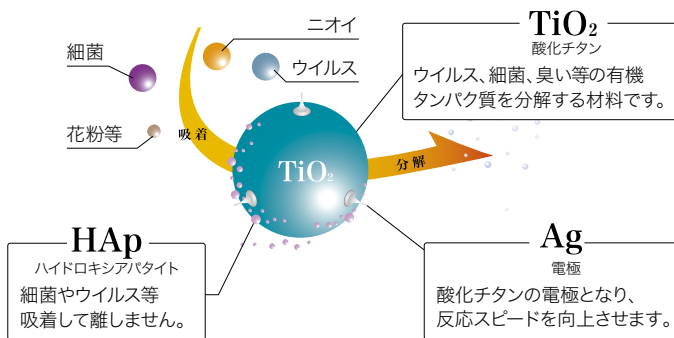 ニオイ
細菌
ウイルス
花粉等
吸着
TiO₂
分解
TiO₂
酸化チタン
ウイルス、細菌、臭い等の有機
タンパク質を分解する材料です。
HAp
ハイドロキシアパタイト
細菌やウイルス等
吸着して離しません。
Ag
電極
酸化チタンの電極となり、
反応スピードを向上させます。